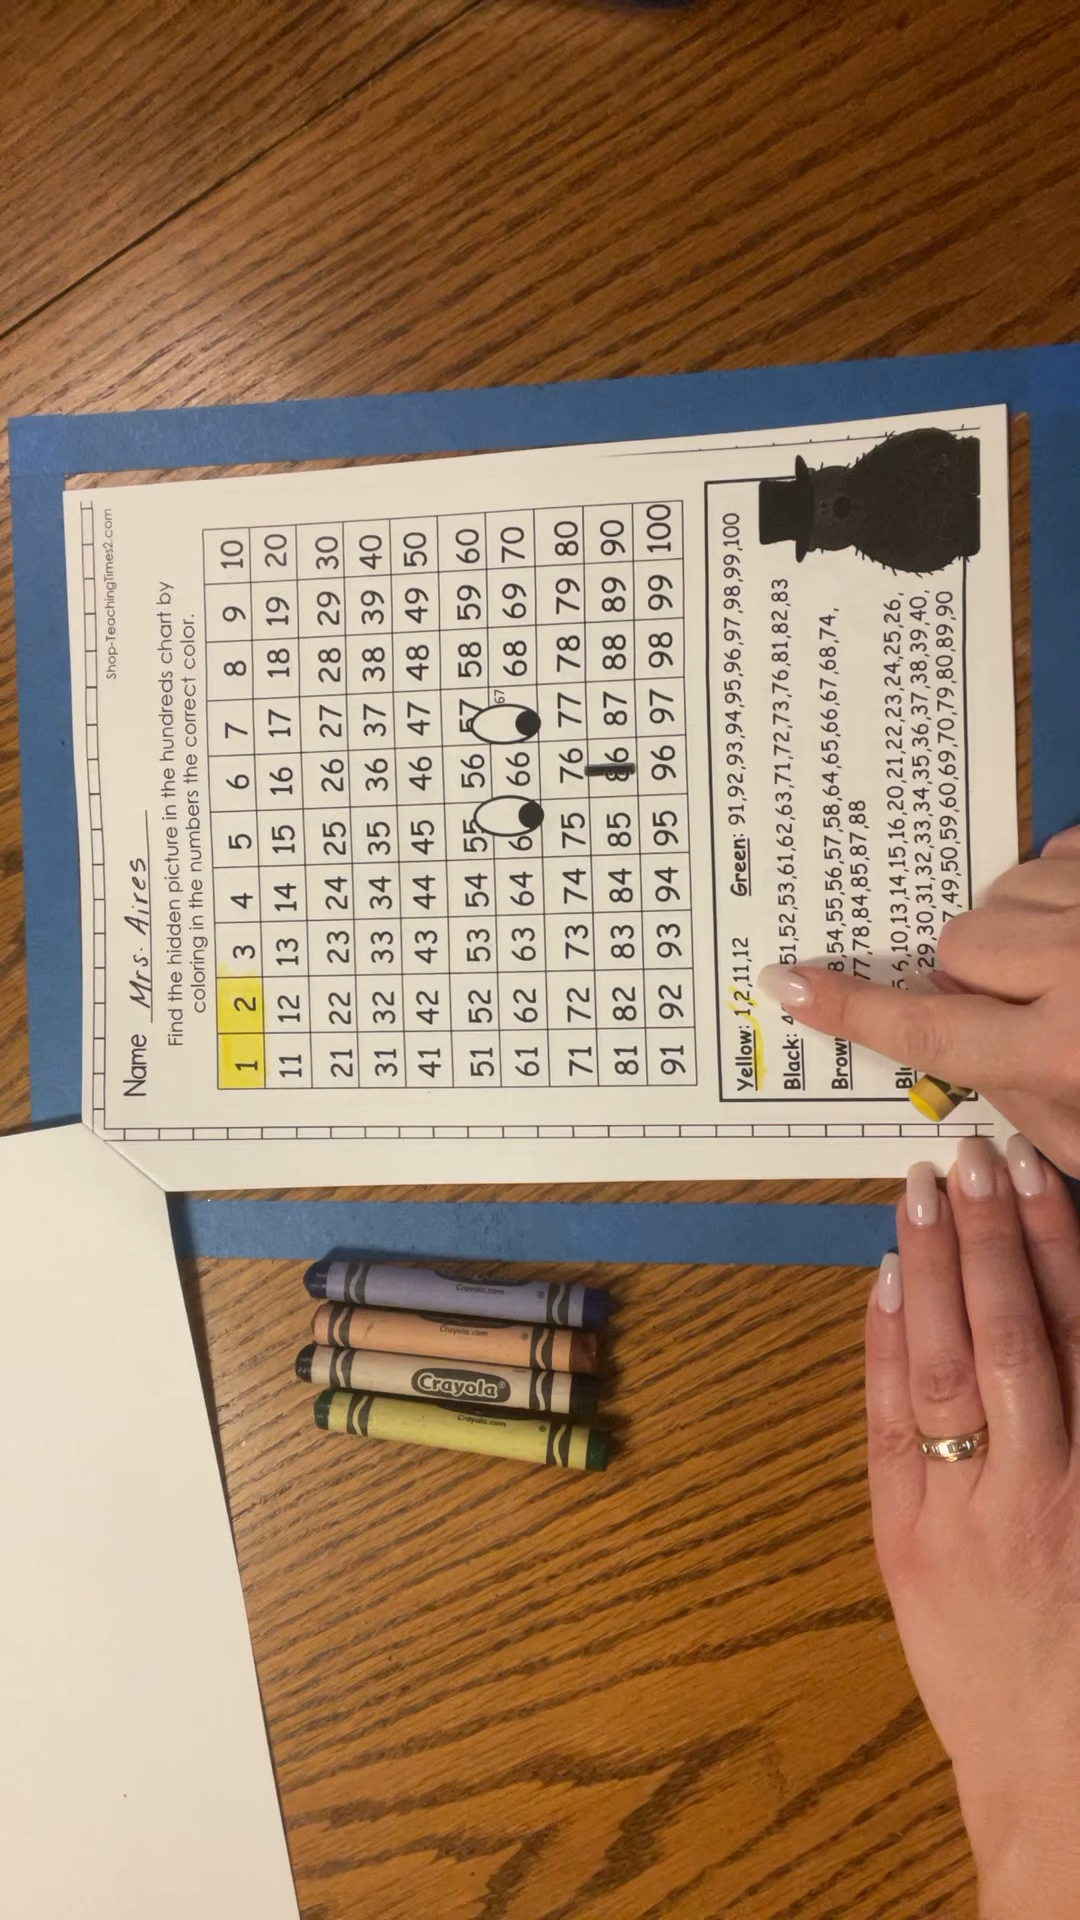 Shop-TeachingTimes2.com
Name Mrs. Aires
Find the hidden picture in the hundreds chart by
coloring in the numbers the correct color.
1 2 3 4 5 6 7 8 9 10
11 12 13 14 15 16 17 18 19 20
21 22 23 24 25 26 27 28 29 30
31 32 33 34 35 36 37 38 39 40
41 42 43 44 45 46 47 48 49 50
51 52 53 54 55 56 57 58 59 60
61 62 63 64 66 67 68 69 70
71 72 73 74 75 76 77 78 79 80
81 82 83 84 85 86 87 88 89 90
91 92 93 94 95 96 97 98 99 100
Yellow: 1,2,11,12 Green: 91,92,93,94,95,96,97,98,99,100
Black: 51,52,53,61,62,63,71,72,73,76,81,82,83
8,54,55,56,57,58,64,65,66,67,68,74,
77,78,84,85,87,88
,10,13,14,15,16,20,21,22,23,24,25,26,
29,30,31,32,33,34,35,36,37,38,39,40,
7,49,50,59,60,69,70,79,80,89,90
Crayola.com
Crayola.com
Crayola
Crayola.com